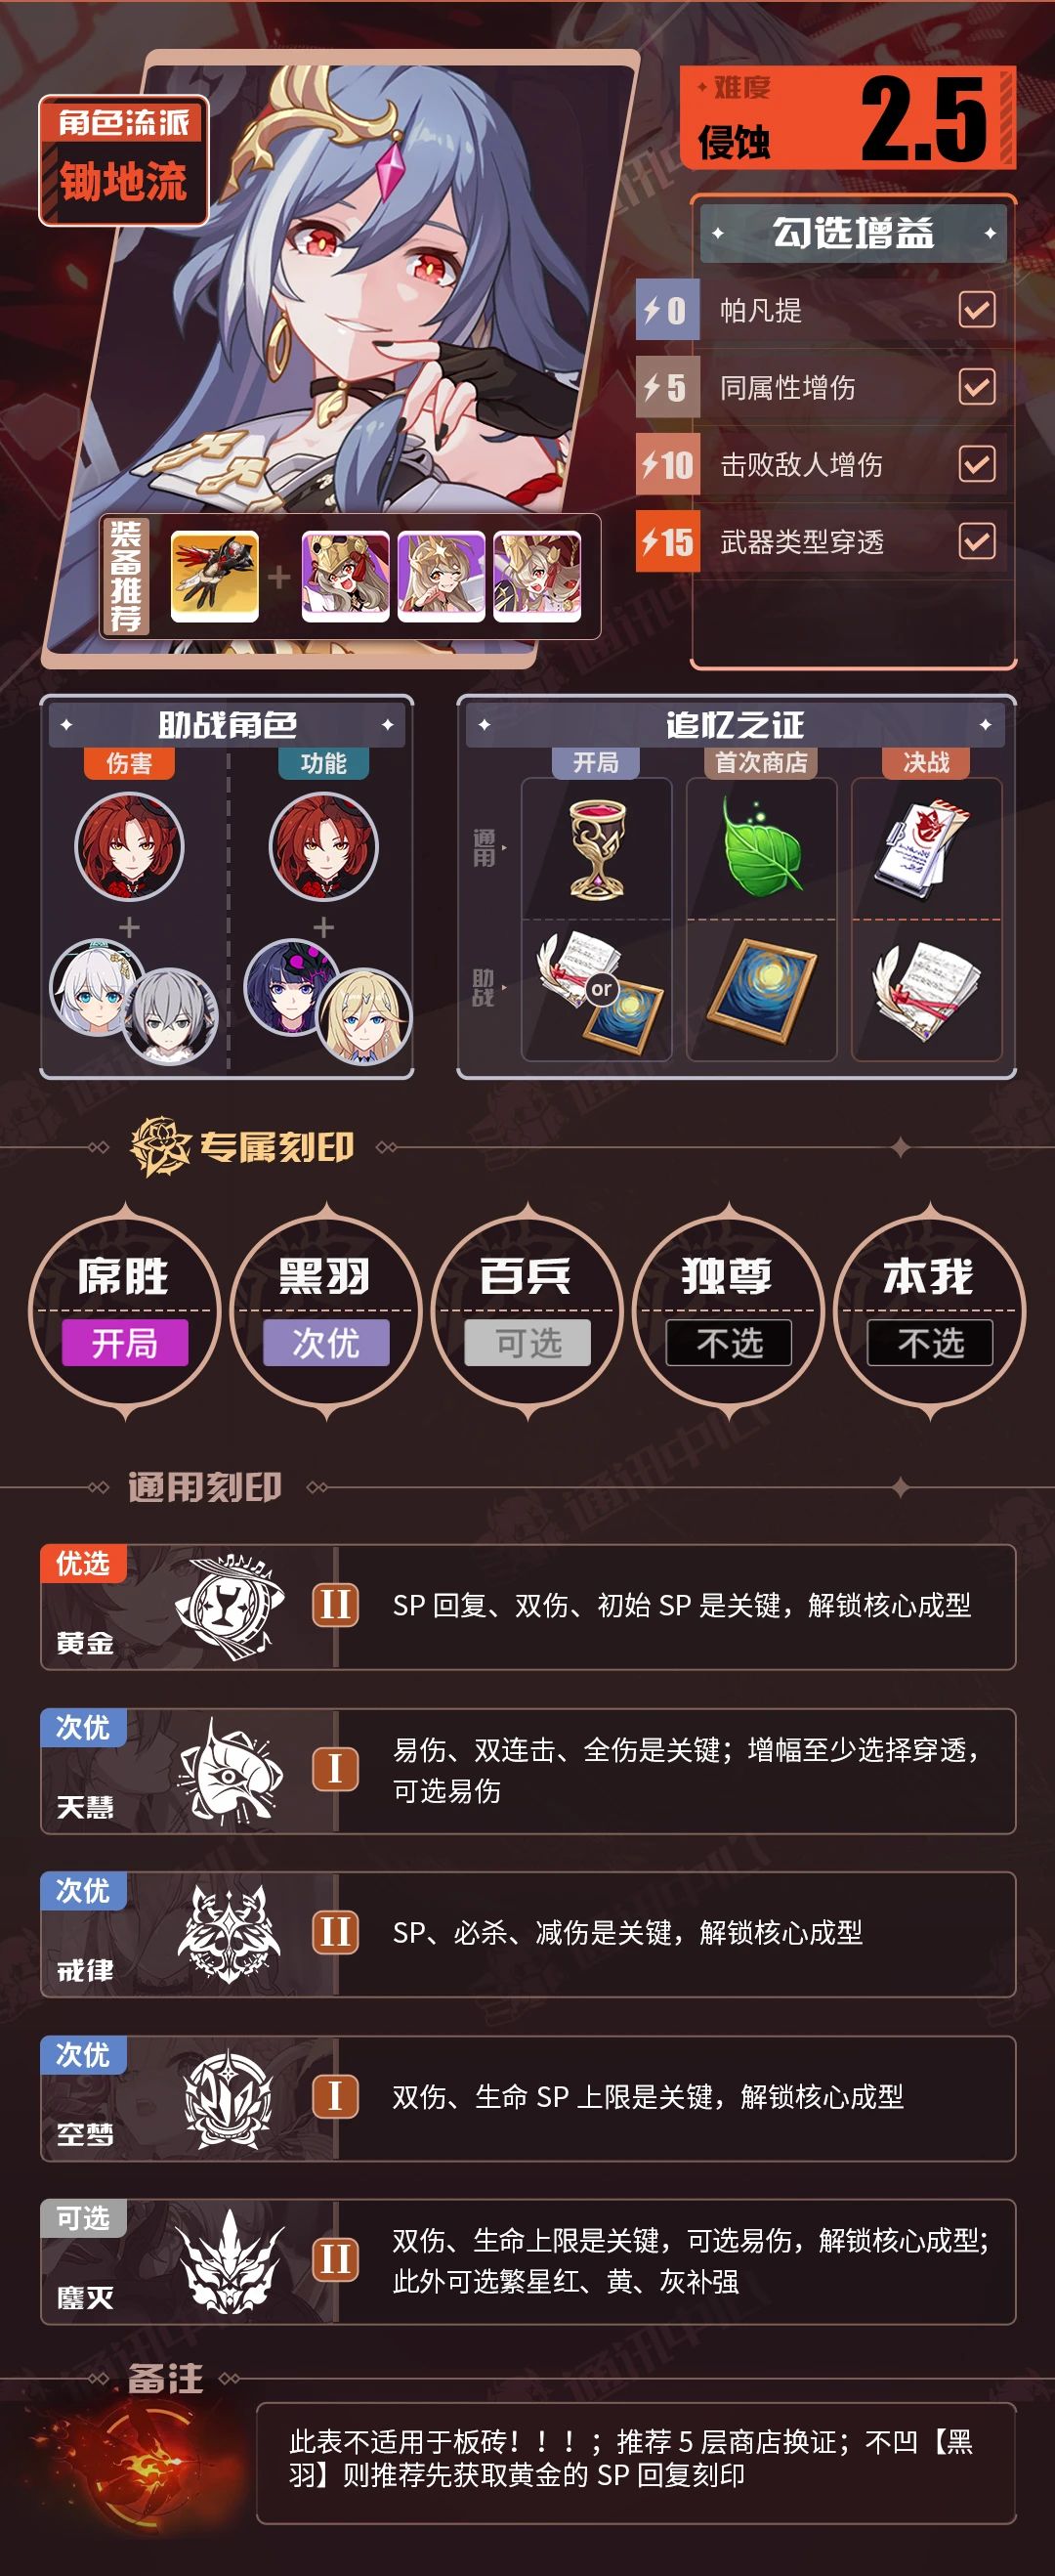 角色流派
锄地流
难度
侵蚀
2.5
勾选增益
0 帕凡提
5 同属性增伤
10 击败敌人增伤
15 武器类型穿透
装备推荐
助战角色
伤害
功能
追忆之证
开局
首次商店
决战
通用
助战
or
专属刻印
席胜
开局
黑羽
次优
百兵
可选
独尊
不选
本我
不选
通用刻印
优选
黄金
II
SP 回复、双伤、初始 SP 是关键，解锁核心成型
次优
天慧
I
易伤、双连击、全伤是关键；增幅至少选择穿透，
可选易伤
次优
戒律
II
SP、必杀、减伤是关键，解锁核心成型
次优
空梦
I
双伤、生命 SP 上限是关键，解锁核心成型
可选
鏖灭
II
双伤、生命上限是关键，可选易伤，解锁核心成型；
此外可选繁星红、黄、灰补强
备注
此表不适用于板砖！！！；推荐 5 层商店换证；不凹【黑
羽】则推荐先获取黄金的 SP 回复刻印
通讯中心